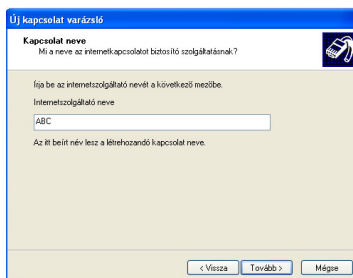 Új kapcsolat varázsló
Kapcsolat neve
Mi a neve az internetkapcsolatot biztosító szolgáltatásnak?
Írja be az internetszolgáltató nevét a következő mezőbe.
Internetszolgáltató neve
ABC
Az itt beírt név lesz a létrehozandó kapcsolat neve.
< Vissza Tovább > Mégse